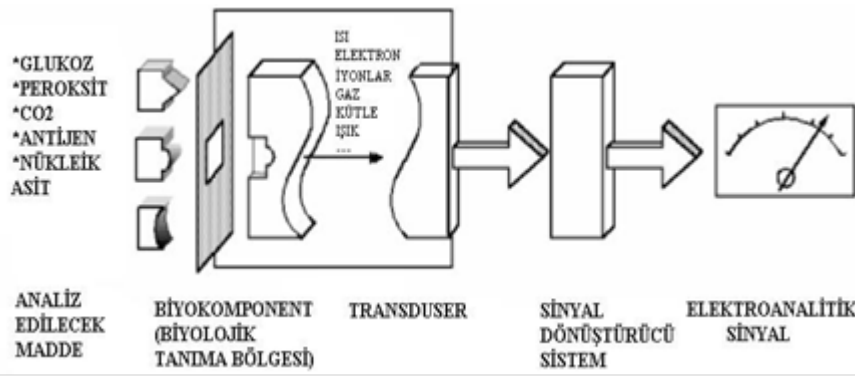 *GLUKOZ
*PEROKSİT
*CO2
*ANTİJEN
*NÜKLEİK
ASİT
ISI
ELEKTRON
İYONLAR
GAZ
KÜTLE
IŞIK
...
ANALİZ
EDİLECEK
MADDE
BİYOKOMPONENT
(BİYOLOJİK
TANIMA BÖLGESİ)
TRANSDUSER
SİNYAL
DÖNÜŞTÜRÜCÜ
SİSTEM
ELEKTROANALİTİK
SİNYAL